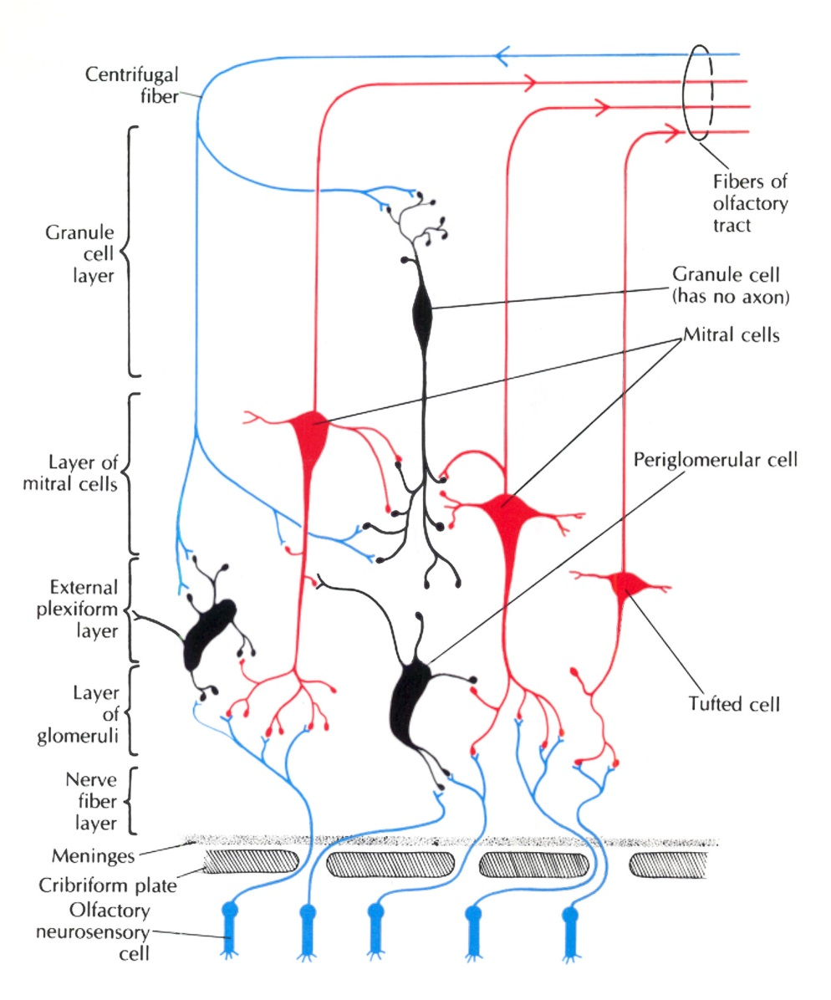 Centrifugal
fiber
Fibers of
olfactory
tract
Granule
cell
layer
Granule cell
(has no axon)
Mitral cells
Layer of
mitral cells
Periglomerular cell
External
plexiform
layer
Layer
of
glomeruli
Tufted cell
Nerve
fiber
layer
Meninges
Cribriform plate
Olfactory
neurosensory
cell